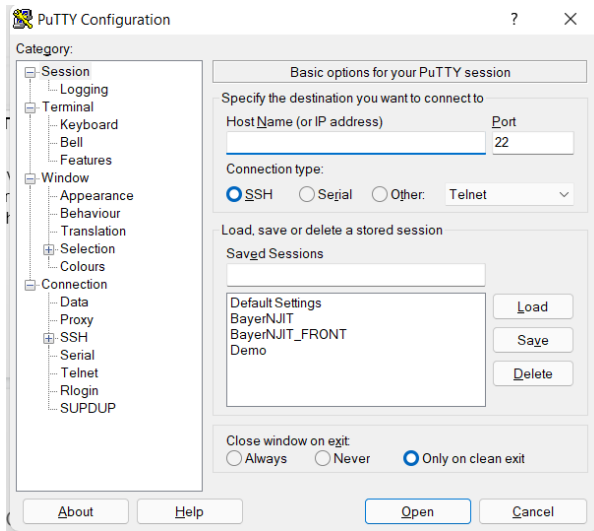 PuTTY Configuration
Category:
Session
Logging
Terminal
Keyboard
Bell
Features
Window
Appearance
Behaviour
Translation
Selection
Colours
Connection
Data
Proxy
SSH
Serial
Telnet
Rlogin
SUPDUP
Basic options for your PuTTY session
Specify the destination you want to connect to
Host Name (or IP address) Port
22
Connection type:
SSH Serial Other: Telnet
Load, save or delete a stored session
Saved Sessions
Default Settings
BayerNJIT
BayerNJIT_FRONT
Demo
Load
Save
Delete
Close window on exit:
Always Never Only on clean exit
About Help Open Cancel